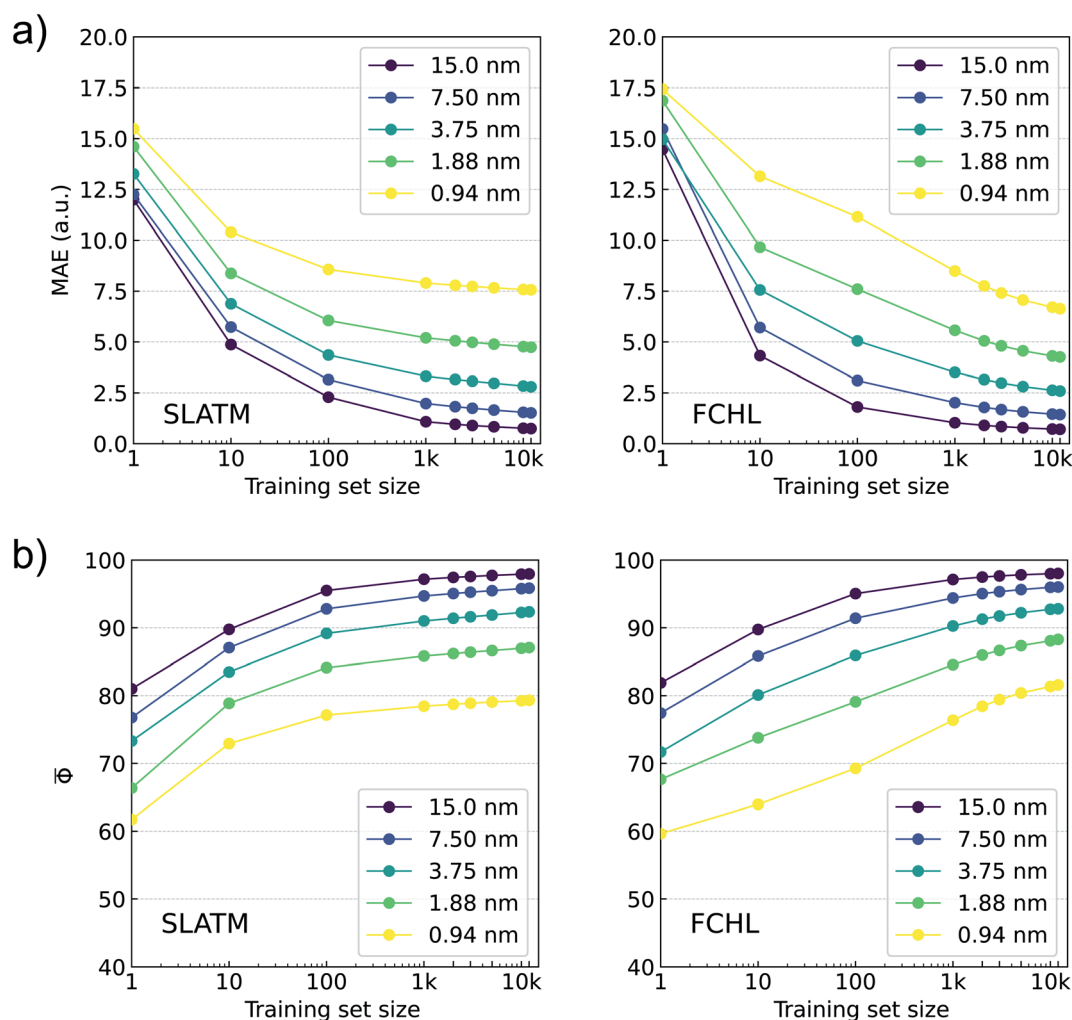 a)
MAE (a.u.)
20.0
17.5
15.0
12.5
10.0
7.5
5.0
2.5
0.0
15.0 nm
7.50 nm
3.75 nm
1.88 nm
0.94 nm
SLATM
1 10 100 1k 10k
Training set size
20.0
17.5
15.0
12.5
10.0
7.5
5.0
2.5
0.0
15.0 nm
7.50 nm
3.75 nm
1.88 nm
0.94 nm
FCHL
1 10 100 1k 10k
Training set size
b)
Φ̄
100
90
80
70
60
50
40
15.0 nm
7.50 nm
3.75 nm
1.88 nm
0.94 nm
SLATM
1 10 100 1k 10k
Training set size
100
90
80
70
60
50
40
15.0 nm
7.50 nm
3.75 nm
1.88 nm
0.94 nm
FCHL
1 10 100 1k 10k
Training set size